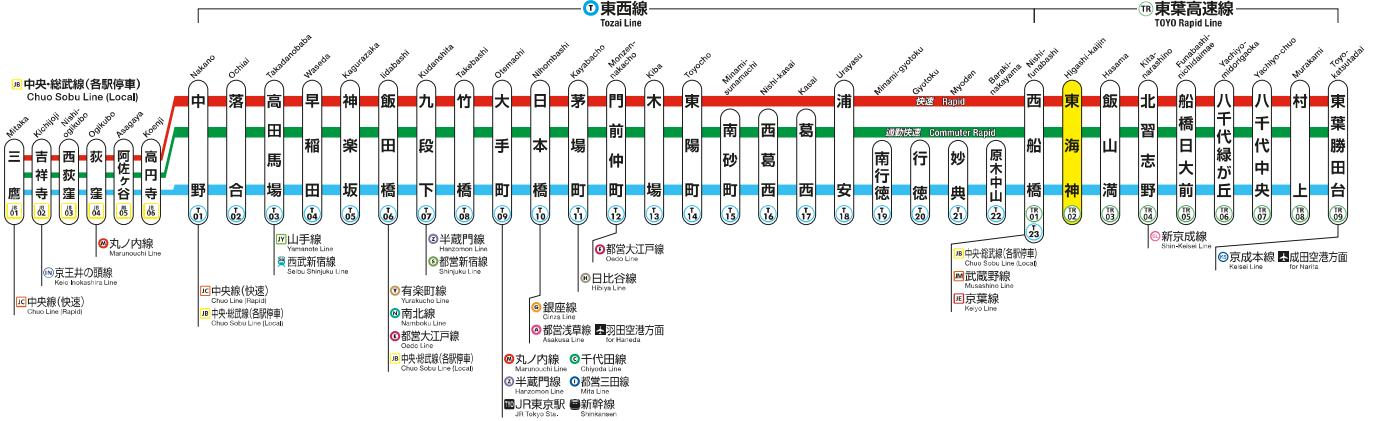 T 東西線
Tozai Line
TR 東葉高速線
TOYO Rapid Line
JB 中央・総武線(各駅停車)
Chuo Sobu Line (Local)
Mitaka
三鷹
JB 01
Kichijoji
吉祥寺
JB 02
Nishi-ogikubo
西荻窪
JB 03
Ogikubo
荻窪
JB 04
Asagaya
阿佐ヶ谷
JB 05
Koenji
高円寺
JB 06
Nakano
中野
T 01
Ochiai
落合
T 02
Takadanobaba
高田馬場
T 03
Waseda
早稲田
T 04
Kagurazaka
神楽坂
T 05
Iidabashi
飯田橋
T 06
Kudanshita
九段下
T 07
Takebashi
竹橋
T 08
Otemachi
大手町
T 09
Nihombashi
日本橋
T 10
Kayabacho
茅場町
T 11
Monzen-nakacho
門前仲町
T 12
Kiba
木場
T 13
Toyocho
東陽町
T 14
Minami-sunamachi
南砂町
T 15
Nishi-kasai
西葛西
T 16
Kasai
葛西
T 17
Urayasu
浦安
T 18
Minami-gyotoku
南行徳
T 19
Gyotoku
行徳
T 20
Myoden
妙典
T 21
Baraki-nakayama
原木中山
T 22
Nishi-funabashi
西船橋
TR 01
T 23
Higashi-kaijin
東海神
TR 02
Hasama
飯山満
TR 03
Kita-narashino
北習志野
TR 04
Funabashi-nichidaimae
船橋日大前
TR 05
Yachiyo-midorigaoka
八千代緑が丘
TR 06
Yachiyo-chuo
八千代中央
TR 07
Murakami
村上
TR 08
Toyo-katsutadai
東葉勝田台
TR 09
快速 Rapid
通勤快速 Commuter Rapid
M 丸ノ内線
Marunouchi Line
IN 京王井の頭線
Keio Inokashira Line
JC 中央線(快速)
Chuo Line (Rapid)
JY 山手線
Yamanote Line
西武新宿線
Seibu Shinjuku Line
JC 中央線(快速)
Chuo Line (Rapid)
JB 中央・総武線(各駅停車)
Chuo Sobu Line (Local)
Z 半蔵門線
Hanzomon Line
S 都営新宿線
Shinjuku Line
Y 有楽町線
Yurakucho Line
N 南北線
Namboku Line
E 都営大江戸線
Oedo Line
JB 中央・総武線(各駅停車)
Chuo Sobu Line (Local)
E 都営大江戸線
Oedo Line
H 日比谷線
Hibiya Line
G 銀座線
Ginza Line
A 都営浅草線 羽田空港方面
Asakusa Line for Haneda
M 丸ノ内線 C 千代田線
Marunouchi Line Chiyoda Line
Z 半蔵門線 I 都営三田線
Hanzomon Line Mita Line
TYO JR東京駅 新幹線
JR Tokyo Sta. Shinkansen
JB 中央・総武線(各駅停車)
Chuo Sobu Line (Local)
JM 武蔵野線
Musashino Line
JE 京葉線
Keiyo Line
SL 新京成線
Shin-Keisei Line
KS 京成本線 成田空港方面
Keisei Line for Narita